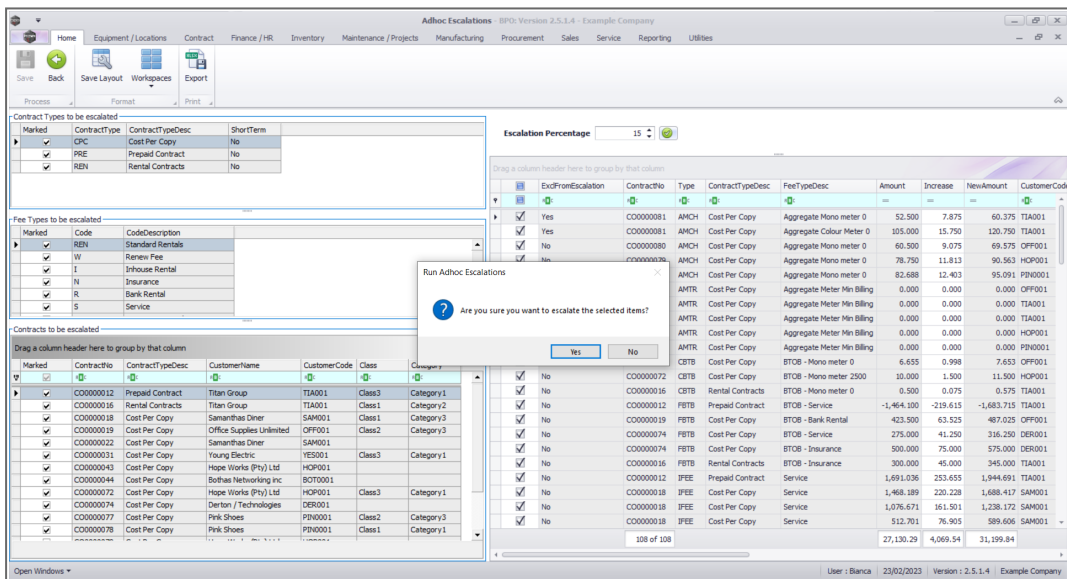 Adhoc Escalations - BPO: Version 2.5.1.4 - Example Company
Home Equipment / Locations Contract Finance / HR Inventory Maintenance / Projects Manufacturing Procurement Sales Service Reporting Utilities
Save Back Save Layout Workspaces Export
Process Format Print
Contract Types to be escalated
Marked ContractType ContractTypeDesc ShortTerm
CPC Cost Per Copy No
PRE Prepaid Contract No
REN Rental Contracts No
Fee Types to be escalated
Marked Code CodeDescription
REN Standard Rentals
W Renew Fee
I Inhouse Rental
N Insurance
R Bank Rental
S Service
Contracts to be escalated
Drag a column header here to group by that column
Marked ContractNo ContractTypeDesc CustomerName CustomerCode Class Category
CO0000012 Prepaid Contract Titan Group TIA001 Class3 Category1
CO0000016 Rental Contracts Titan Group TIA001 Class1 Category2
CO0000018 Cost Per Copy Samanthas Diner SAM001 Class1 Category3
CO0000019 Cost Per Copy Office Supplies Unlimited OFF001 Class2 Category3
CO0000022 Cost Per Copy Samanthas Diner SAM001
CO0000031 Cost Per Copy Young Electric YES001 Class3 Category1
CO0000043 Cost Per Copy Hope Works (Pty) Ltd HOP001
CO0000044 Cost Per Copy Bothas Networking inc BOT0001
CO0000072 Cost Per Copy Hope Works (Pty) Ltd HOP001 Class3 Category1
CO0000074 Cost Per Copy Derton / Technologies DER001
CO0000077 Cost Per Copy Pink Shoes PIN0001 Class2 Category3
CO0000078 Cost Per Copy Pink Shoes PIN0001 Class1 Category1
Escalation Percentage 15
Drag a column header here to group by that column
ExclFromEscalation ContractNo Type ContractTypeDesc FeeTypeDesc Amount Increase NewAmount CustomerCode
Yes CO0000081 AMCH Cost Per Copy Aggregate Mono meter 0 52.500 7.875 60.375 TIA001
Yes CO0000081 AMCH Cost Per Copy Aggregate Colour Meter 0 105.000 15.750 120.750 TIA001
No CO0000080 AMCH Cost Per Copy Aggregate Mono meter 0 60.500 9.075 69.575 OFF001
No CO0000079 AMCH Cost Per Copy Aggregate Mono meter 0 78.750 11.813 90.563 HOP001
AMCH Cost Per Copy Aggregate Mono meter 0 82.688 12.403 95.091 PIN0001
AMTR Cost Per Copy Aggregate Meter Min Billing 0.000 0.000 0.000 OFF001
AMTR Cost Per Copy Aggregate Meter Min Billing 0.000 0.000 0.000 TIA001
AMTR Cost Per Copy Aggregate Meter Min Billing 0.000 0.000 0.000 TIA001
AMTR Cost Per Copy Aggregate Meter Min Billing 0.000 0.000 0.000 HOP001
AMTR Cost Per Copy Aggregate Meter Min Billing 0.000 0.000 0.000 PIN0001
CBTB Cost Per Copy BTOB - Mono meter 0 6.655 0.998 7.653 OFF001
No CO0000072 CBTB Cost Per Copy BTOB - Mono meter 2500 10.000 1.500 11.500 HOP001
No CO0000016 CBTB Rental Contracts BTOB - Mono meter 0 0.500 0.075 0.575 TIA001
No CO0000012 FBTB Prepaid Contract BTOB - Service -1,464.100 -219.615 -1,683.715 TIA001
No CO0000019 FBTB Cost Per Copy BTOB - Bank Rental 423.500 63.525 487.025 OFF001
No CO0000074 FBTB Cost Per Copy BTOB - Service 275.000 41.250 316.250 DER001
No CO0000074 FBTB Cost Per Copy BTOB - Insurance 500.000 75.000 575.000 DER001
No CO0000016 FBTB Rental Contracts BTOB - Insurance 300.000 45.000 345.000 TIA001
No CO0000012 IFEE Prepaid Contract Service 1,691.036 253.655 1,944.691 TIA001
No CO0000018 IFEE Cost Per Copy Service 1,468.189 220.228 1,688.417 SAM001
No CO0000018 IFEE Cost Per Copy Service 1,076.671 161.501 1,238.172 SAM001
No CO0000018 IFEE Cost Per Copy Service 512.701 76.905 589.606 SAM001
108 of 108 27,130.29 4,069.54 31,199.84
Run Adhoc Escalations
Are you sure you want to escalate the selected items?
Yes No
Open Windows User : Bianca 23/02/2023 Version : 2.5.1.4 Example Company